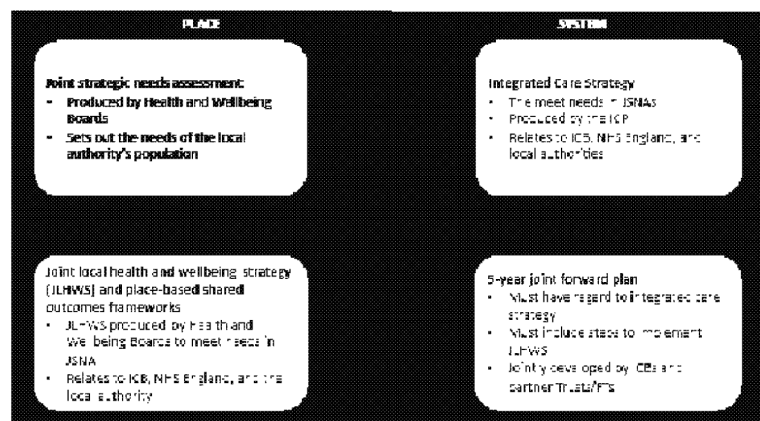 PLACE
Joint strategic needs assessment
• Produced by Health and Wellbeing
Boards
• Sets out the needs of the local
authority's population
Joint local health and wellbeing strategy
(JLHWS) and place-based shared
outcomes frameworks
• JLHWS produced by Health and
Wellbeing Boards to meet needs in
JSNA
• Relates to ICB, NHS England, and the
local authority
SYSTEM
Integrated Care Strategy
• The meet needs in JSNAs
• Produced by the ICP
• Relates to ICB, NHS England, and
local authorities
5-year joint forward plan
• Must have regard to integrated care
strategy
• Must include steps to implement
JLHWS
• Jointly developed by ICBs and
partner Trusts/FTs